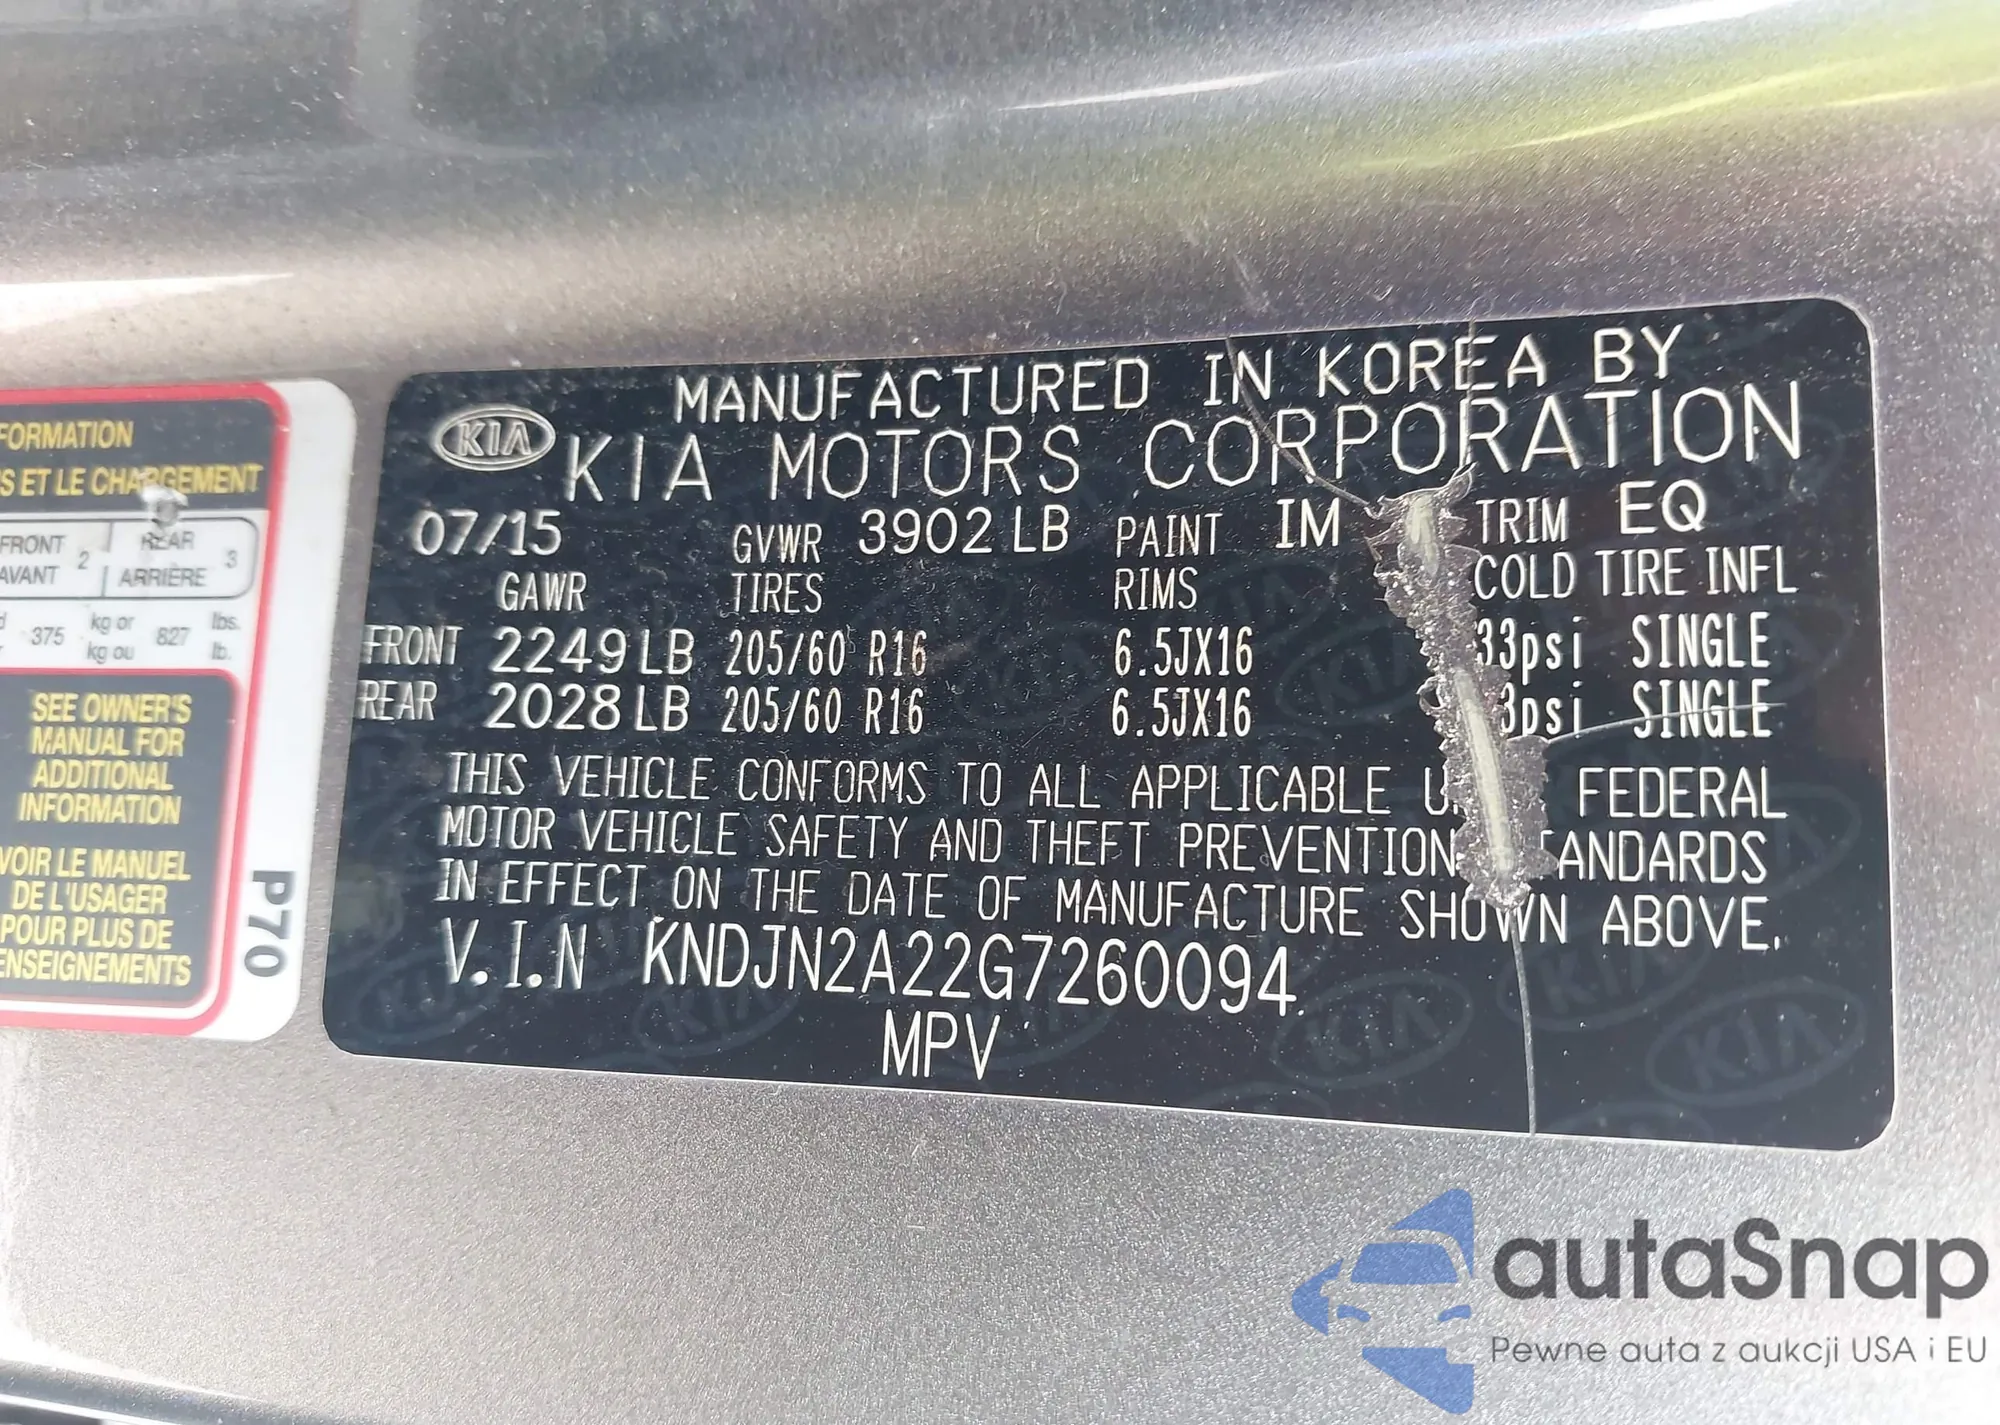 FORMATION
S ET LE CHARGEMENT
FRONT 2 REAR 3
AVANT ARRIÈRE
375 kg or 827 lbs.
kg ou lb.
SEE OWNER'S
MANUAL FOR
ADDITIONAL
INFORMATION
VOIR LE MANUEL
DE L'USAGER
POUR PLUS DE
ENSEIGNEMENTS
P70
MANUFACTURED IN KOREA BY
KIA KIA MOTORS CORPORATION
07/15 GVWR 3902 LB PAINT IM TRIM EQ
GAWR TIRES RIMS COLD TIRE INFL
FRONT 2249 LB 205/60 R16 6.5JX16 33psi SINGLE
REAR 2028 LB 205/60 R16 6.5JX16 3psi SINGLE
THIS VEHICLE CONFORMS TO ALL APPLICABLE U FEDERAL
MOTOR VEHICLE SAFETY AND THEFT PREVENTION TANDARDS
IN EFFECT ON THE DATE OF MANUFACTURE SHOWN ABOVE.
V.I.N KNDJN2A22G7260094
MPV
autaSnap
Pewne auta z aukcji USA i EU